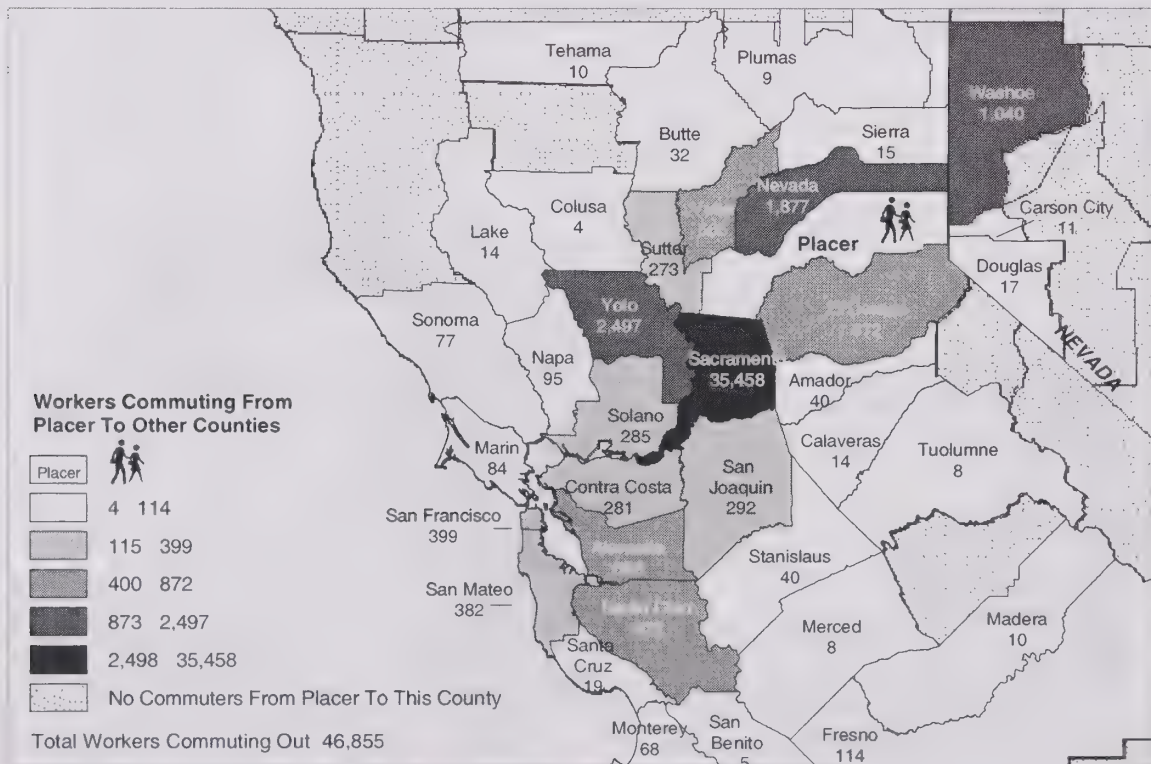 Tehama
10
Plumas
9
Washoe
1,040
Butte
32
Sierra
15
Nevada
1,877
Colusa
4
Lake
14
Sutter
273
Placer
Carson City
11
Douglas
17
NEVADA
Yolo
2,497
Sonoma
77
Napa
95
Sacrament
35,458
Amador
40
Solano
285
Marin
84
Calaveras
14
Tuolumne
8
Contra Costa
281
San
Joaquin
292
San Francisco
399
Stanislaus
40
San Mateo
382
Merced
8
Madera
10
Santa
Cruz
19
Monterey
68
San
Benito
5
Fresno
114
Workers Commuting From
Placer To Other Counties
Placer
4 114
115 399
400 872
873 2,497
2,498 35,458
No Commuters From Placer To This County
Total Workers Commuting Out 46,855